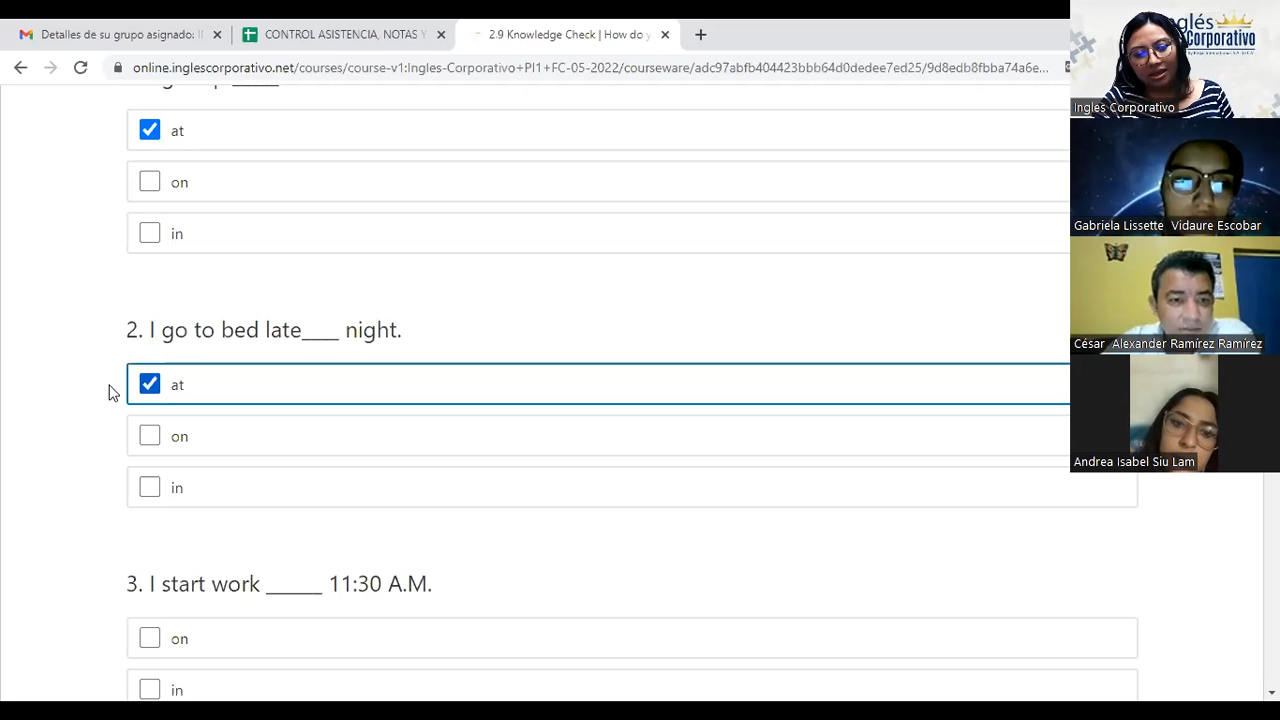 Detalles de su grupo asignado: I
CONTROL ASISTENCIA, NOTAS Y
2.9 Knowledge Check | How do y
online.inglescorporativo.net/courses/course-v1:Ingles_Corporativo+PI1+FC-05-2022/courseware/adc97abfb404423bbb64d0dedee7ed25/9d8edb8fbba74a6e...
at
on
in
2. I go to bed late____ night.
at
on
in
3. I start work ______ 11:30 A.M.
on
in
Inglés
Corporativo
Ingles Corporativo
Gabriela Lissette Vidaure Escobar
César Alexander Ramírez Ramírez
Andrea Isabel Siu Lam